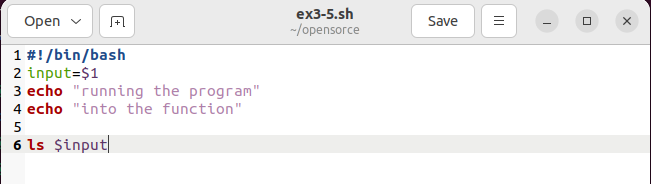 Open
ex3-5.sh
~/opensorce
Save
1 #!/bin/bash
2 input=$1
3 echo "running the program"
4 echo "into the function"
5
6 ls $input